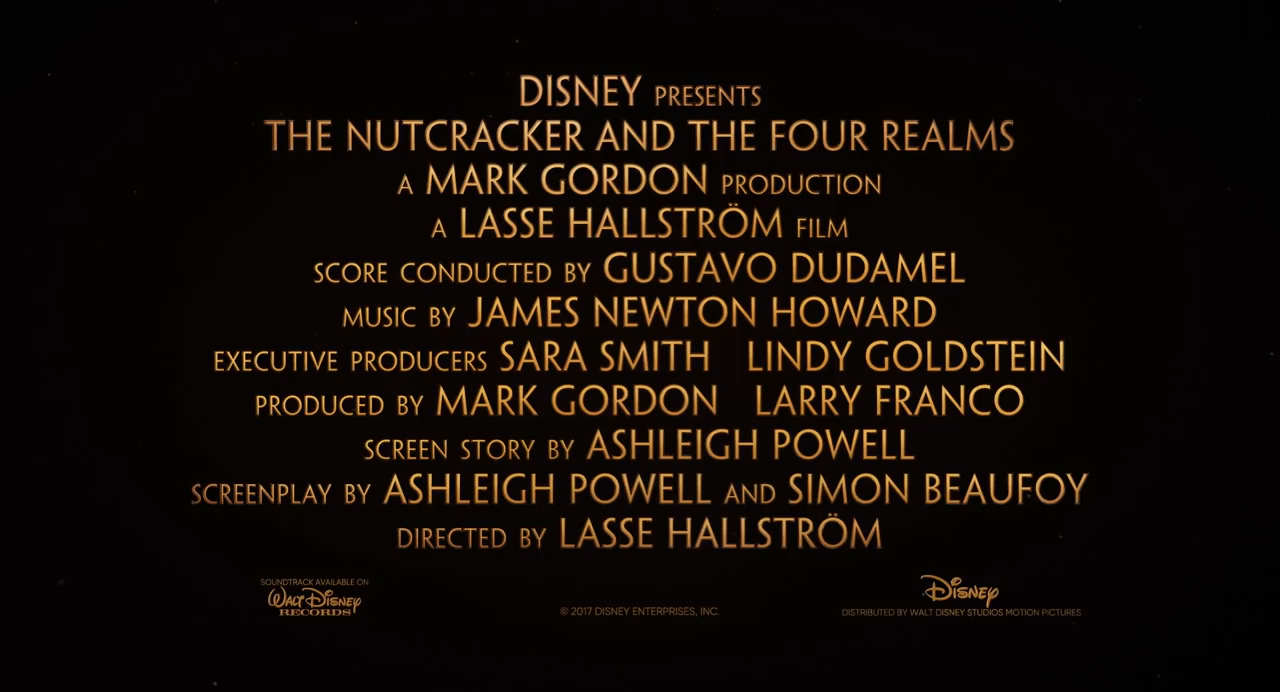 DISNEY PRESENTS
THE NUTCRACKER AND THE FOUR REALMS
A MARK GORDON PRODUCTION
A LASSE HALLSTRÖM FILM
SCORE CONDUCTED BY GUSTAVO DUDAMEL
MUSIC BY JAMES NEWTON HOWARD
EXECUTIVE PRODUCERS SARA SMITH LINDY GOLDSTEIN
PRODUCED BY MARK GORDON LARRY FRANCO
SCREEN STORY BY ASHLEIGH POWELL
SCREENPLAY BY ASHLEIGH POWELL AND SIMON BEAUFOY
DIRECTED BY LASSE HALLSTRÖM
SOUNDTRACK AVAILABLE ON
WALT DISNEY
RECORDS
© 2017 DISNEY ENTERPRISES, INC.
DISNEY
DISTRIBUTED BY WALT DISNEY STUDIOS MOTION PICTURES